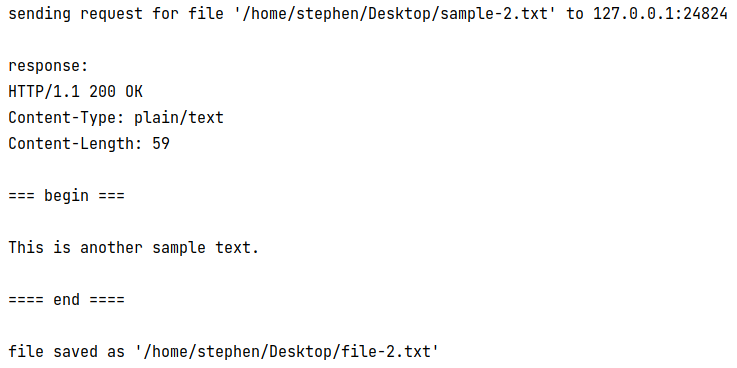 sending request for file '/home/stephen/Desktop/sample-2.txt' to 127.0.0.1:24824
response:
HTTP/1.1 200 OK
Content-Type: plain/text
Content-Length: 59
=== begin ===
This is another sample text.
==== end ====
file saved as '/home/stephen/Desktop/file-2.txt'